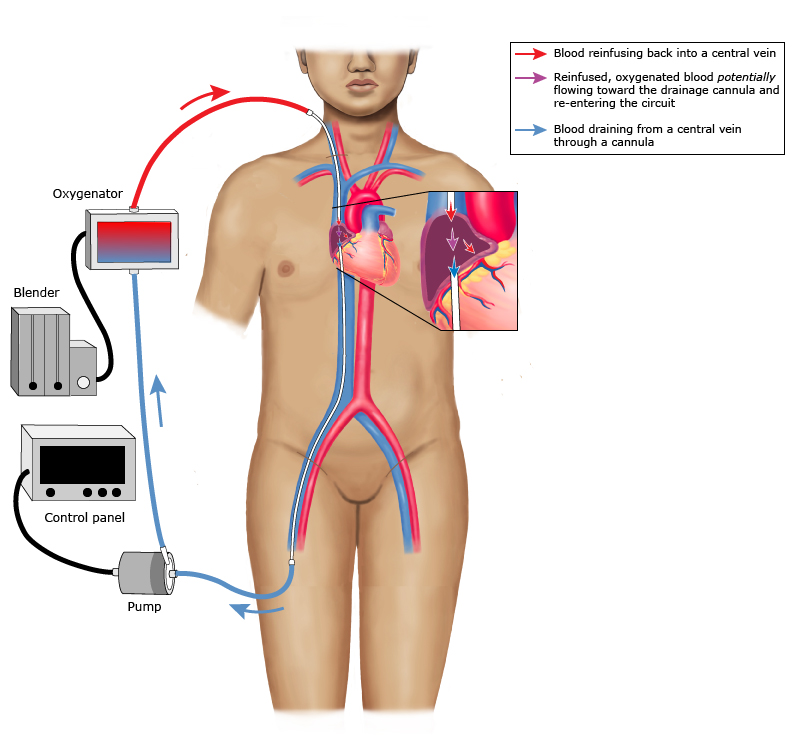 Blood reinfusing back into a central vein
Reinfused, oxygenated blood potentially
flowing toward the drainage cannula and
re-entering the circuit
Blood draining from a central vein
through a cannula
Oxygenator
Blender
Control panel
Pump